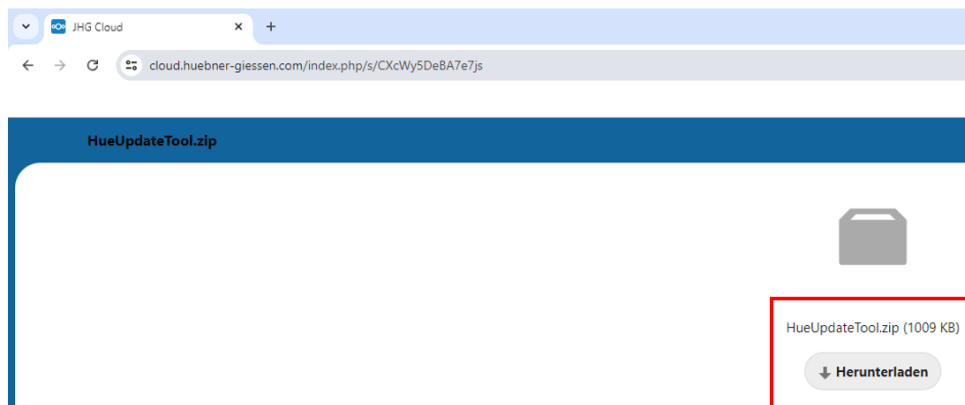 JHG Cloud
cloud.huebner-giessen.com/index.php/s/CXcWy5DeBA7e7js
HueUpdateTool.zip
HueUpdateTool.zip (1009 KB)
Herunterladen